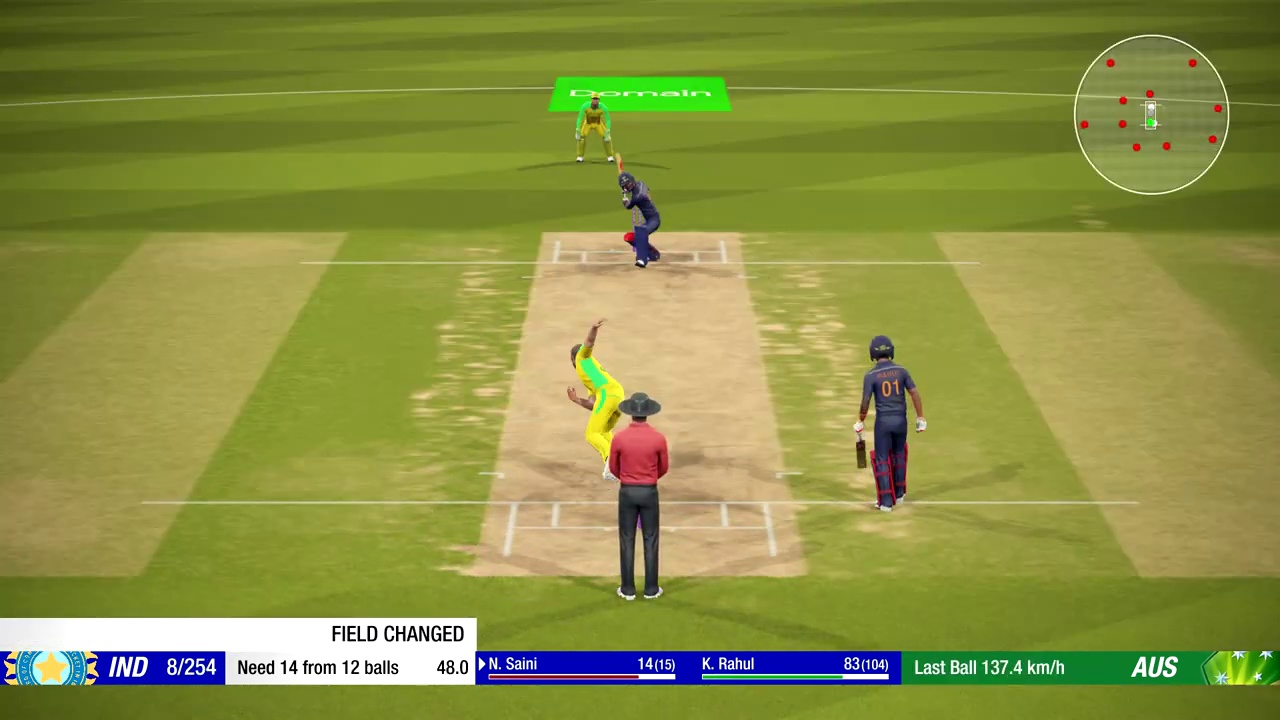 Domain
01
FIELD CHANGED
IND 8/254 Need 14 from 12 balls 48.0 N. Saini 14(15) K. Rahul 83(104) Last Ball 137.4 km/h AUS